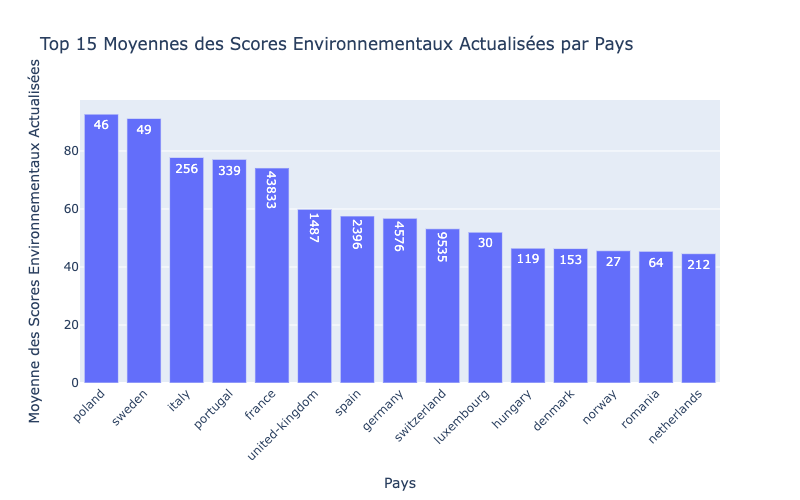 Top 15 Moyennes des Scores Environnementaux Actualisées par Pays
Moyenne des Scores Environnementaux Actualisées
80
60
40
20
0
46
49
256
339
43833
1487
2396
4576
9535
30
119
153
27
64
212
poland
sweden
italy
portugal
france
united-kingdom
spain
germany
switzerland
luxembourg
hungary
denmark
norway
romania
netherlands
Pays